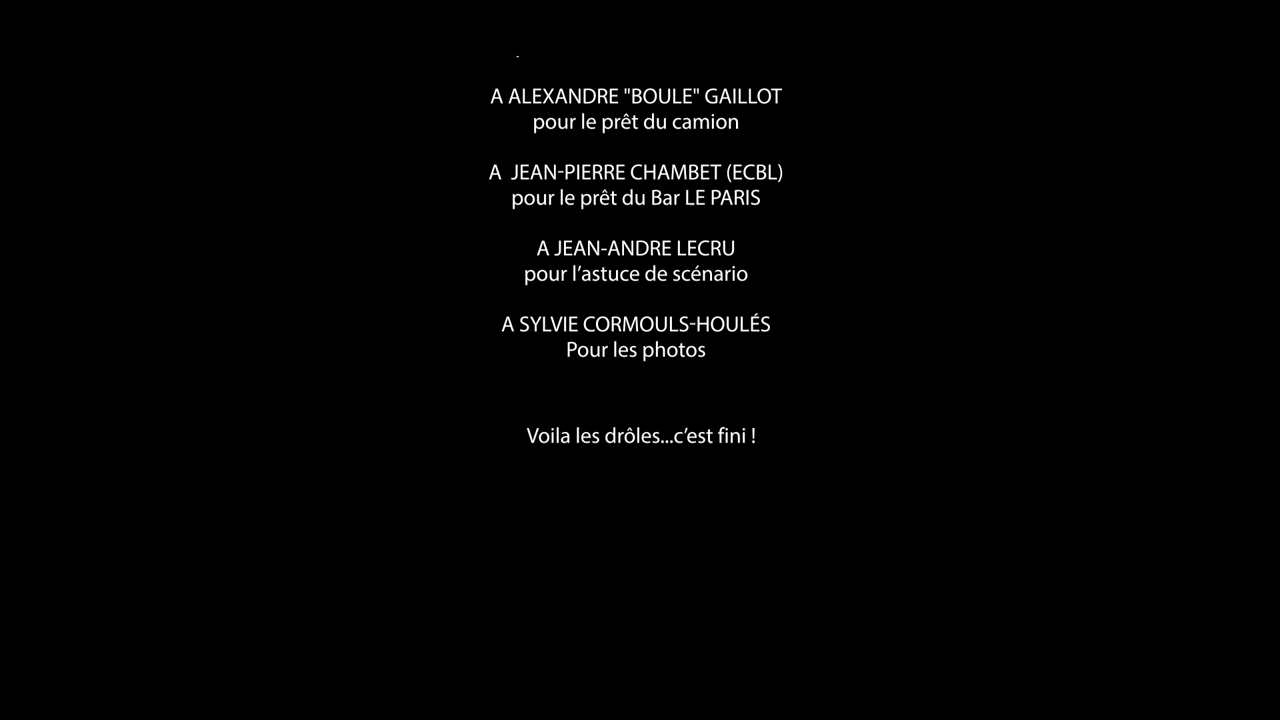 A ALEXANDRE "BOULE" GAILLOT
pour le prêt du camion
A JEAN-PIERRE CHAMBET (ECBL)
pour le prêt du Bar LE PARIS
A JEAN-ANDRE LECRU
pour l’astuce de scénario
A SYLVIE CORMOULS-HOULÉS
Pour les photos
Voila les drôles...c’est fini !